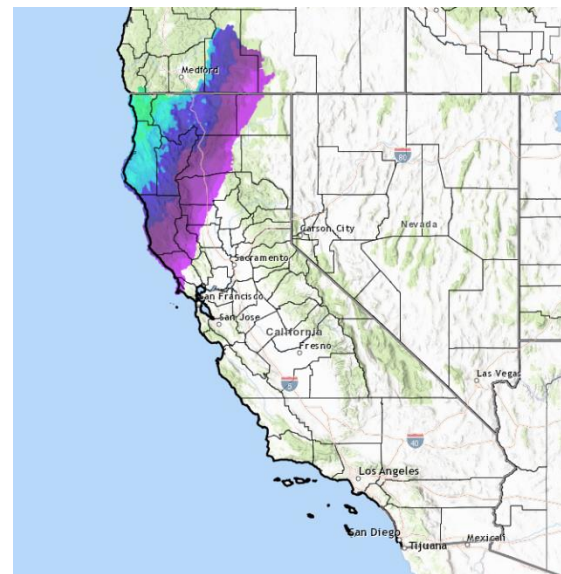 Medford
80
Carson City
Nevada
Sacramento
San Francisco
San Jose
California
Fresno
Las Vegas
5
40
Los Angeles
San Diego
Tijuana
Mexicali